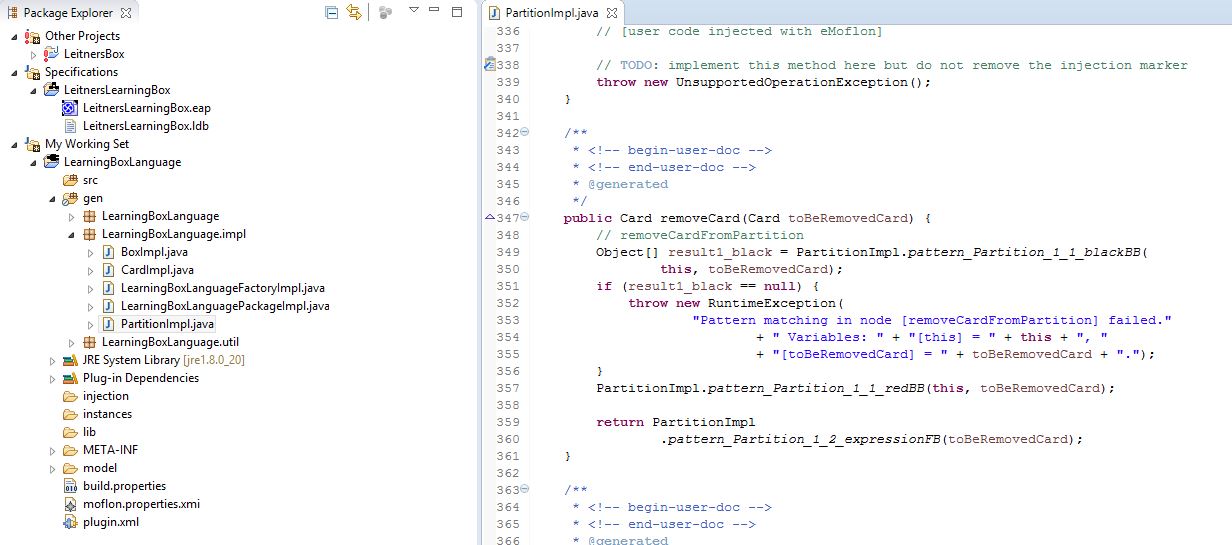 Package Explorer
Other Projects
LeitnersBox
Specifications
LeitnersLearningBox
LeitnersLearningBox.eap
LeitnersLearningBox.ldb
My Working Set
LearningBoxLanguage
src
gen
LearningBoxLanguage
LearningBoxLanguage.impl
BoxImpl.java
CardImpl.java
LearningBoxLanguageFactoryImpl.java
LearningBoxLanguagePackageImpl.java
PartitionImpl.java
LearningBoxLanguage.util
JRE System Library [jre1.8.0_20]
Plug-in Dependencies
injection
instances
lib
META-INF
model
build.properties
moflon.properties.xmi
plugin.xml
PartitionImpl.java
336 // [user code injected with eMoflon]
337
338 // TODO: implement this method here but do not remove the injection marker
339 throw new UnsupportedOperationException();
340 }
341
342 /**
343 * <!-- begin-user-doc -->
344 * <!-- end-user-doc -->
345 * @generated
346 */
347 public Card removeCard(Card toBeRemovedCard) {
348 // removeCardFromPartition
349 Object[] result1_black = PartitionImpl.pattern_Partition_1_1_blackBB(
350 this, toBeRemovedCard);
351 if (result1_black == null) {
352 throw new RuntimeException(
353 "Pattern matching in node [removeCardFromPartition] failed."
354 + " Variables: " + "[this] = " + this + ", "
355 + "[toBeRemovedCard] = " + toBeRemovedCard + ".");
356 }
357 PartitionImpl.pattern_Partition_1_1_redBB(this, toBeRemovedCard);
358
359 return PartitionImpl
360 .pattern_Partition_1_2_expressionFB(toBeRemovedCard);
361 }
362
363 /**
364 * <!-- begin-user-doc -->
365 * <!-- end-user-doc -->
366 * @generated